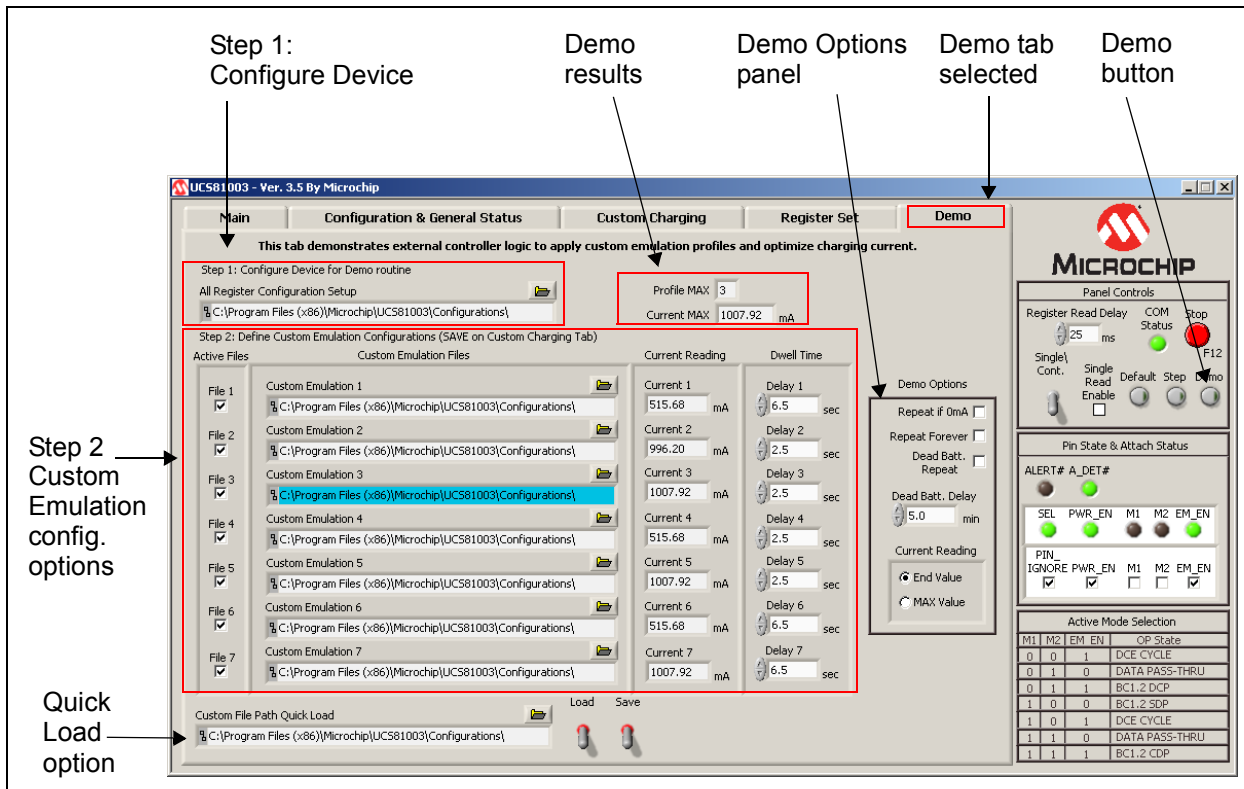 Step 1:
Configure Device
Demo
results
Demo Options
panel
Demo tab
selected
Demo
button
UCS81003 - Ver. 3.5 By Microchip
Main
Configuration & General Status
Custom Charging
Register Set
Demo
This tab demonstrates external controller logic to apply custom emulation profiles and optimize charging current.
Step 1: Configure Device for Demo routine
All Register Configuration Setup
C:\Program Files (x86)\Microchip\UCS81003\Configurations\
Profile MAX 3
Current MAX 1007.92 mA
Step 2: Define Custom Emulation Configurations (SAVE on Custom Charging Tab)
Active Files Custom Emulation Files Current Reading Dwell Time
File 1 Custom Emulation 1 Current 1 Delay 1
C:\Program Files (x86)\Microchip\UCS81003\Configurations\ 515.68 mA 6.5 sec
File 2 Custom Emulation 2 Current 2 Delay 2
C:\Program Files (x86)\Microchip\UCS81003\Configurations\ 996.20 mA 2.5 sec
File 3 Custom Emulation 3 Current 3 Delay 3
C:\Program Files (x86)\Microchip\UCS81003\Configurations\ 1007.92 mA 2.5 sec
File 4 Custom Emulation 4 Current 4 Delay 4
C:\Program Files (x86)\Microchip\UCS81003\Configurations\ 515.68 mA 2.5 sec
File 5 Custom Emulation 5 Current 5 Delay 5
C:\Program Files (x86)\Microchip\UCS81003\Configurations\ 1007.92 mA 2.5 sec
File 6 Custom Emulation 6 Current 6 Delay 6
C:\Program Files (x86)\Microchip\UCS81003\Configurations\ 515.68 mA 6.5 sec
File 7 Custom Emulation 7 Current 7 Delay 7
C:\Program Files (x86)\Microchip\UCS81003\Configurations\ 1007.92 mA 6.5 sec
Custom File Path Quick Load
C:\Program Files (x86)\Microchip\UCS81003\Configurations\
Load Save
Step 2
Custom
Emulation
config.
options
Quick
Load
option
Demo Options
Repeat if 0mA
Repeat Forever
Dead Batt.
Repeat
Dead Batt. Delay
5.0 min
Current Reading
End Value
MAX Value
MICROCHIP
Panel Controls
Register Read Delay
25 ms
COM
Status
Stop
F12
Single\
Cont.
Single
Read
Enable
Default Step Demo
Pin State & Attach Status
ALERT# A_DET#
SEL PWR_EN M1 M2 EM_EN
PIN_
IGNORE PWR_EN M1 M2 EM_EN
Active Mode Selection
M1 M2 EM_EN OP State
0 0 1 DCE CYCLE
0 1 0 DATA PASS-THRU
0 1 1 BC1.2 DCP
1 0 0 BC1.2 SDP
1 0 1 DCE CYCLE
1 1 0 DATA PASS-THRU
1 1 1 BC1.2 CDP